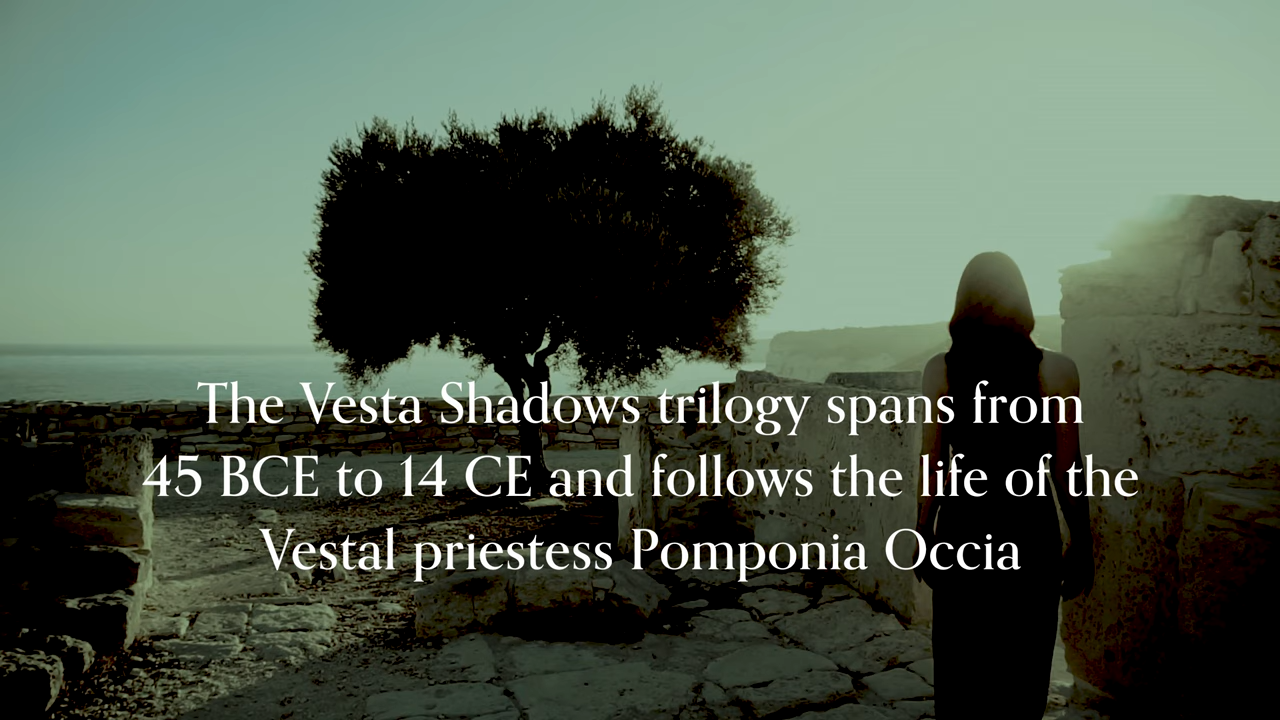 The Vesta Shadows trilogy spans from
45 BCE to 14 CE and follows the life of the
Vestal priestess Pomponia Occia